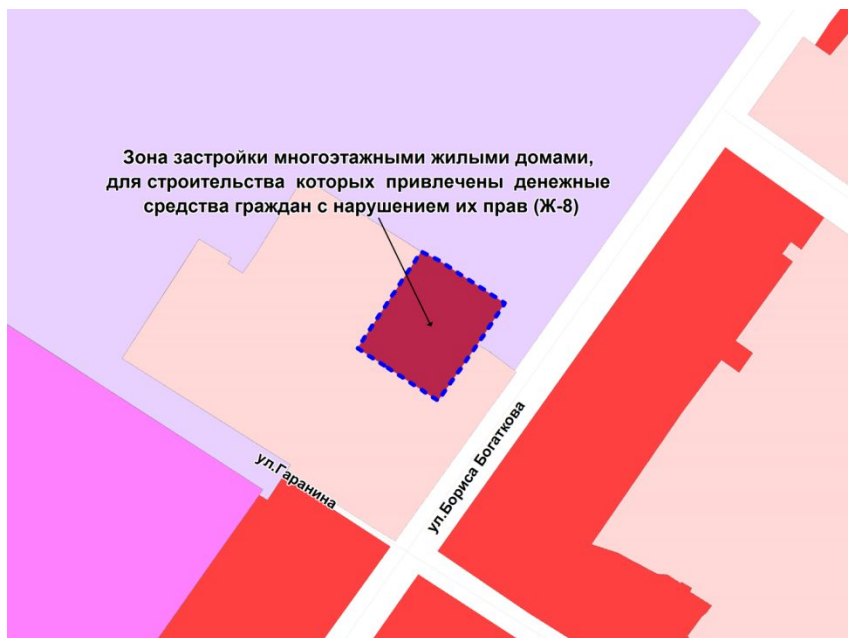 Зона застройки многоэтажными жилыми домами,
для строительства которых привлечены денежные
средства граждан с нарушением их прав (Ж-8)
ул.Гаранина
ул.Бориса Богаткова